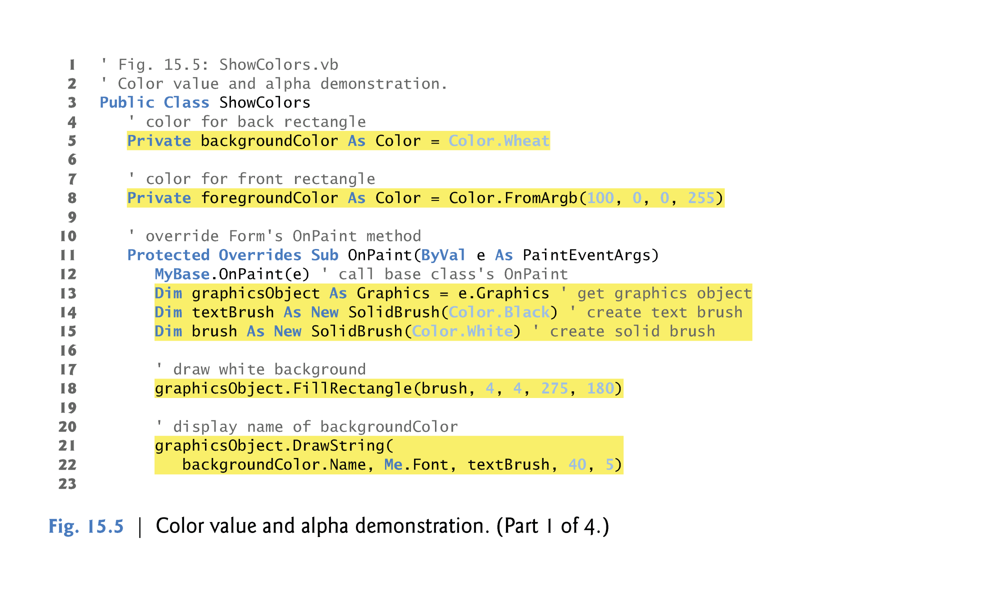 1 ' Fig. 15.5: ShowColors.vb
2 ' Color value and alpha demonstration.
3 Public Class ShowColors
4 ' color for back rectangle
5 Private backgroundColor As Color = Color.Wheat
6
7 ' color for front rectangle
8 Private foregroundColor As Color = Color.FromArgb(100, 0, 0, 255)
9
10 ' override Form's OnPaint method
11 Protected Overrides Sub OnPaint(ByVal e As PaintEventArgs)
12 MyBase.OnPaint(e) ' call base class's OnPaint
13 Dim graphicsObject As Graphics = e.Graphics ' get graphics object
14 Dim textBrush As New SolidBrush(Color.Black) ' create text brush
15 Dim brush As New SolidBrush(Color.White) ' create solid brush
16
17 ' draw white background
18 graphicsObject.FillRectangle(brush, 4, 4, 275, 180)
19
20 ' display name of backgroundColor
21 graphicsObject.DrawString(
22 backgroundColor.Name, Me.Font, textBrush, 40, 5)
23
Fig. 15.5 | Color value and alpha demonstration. (Part 1 of 4.)